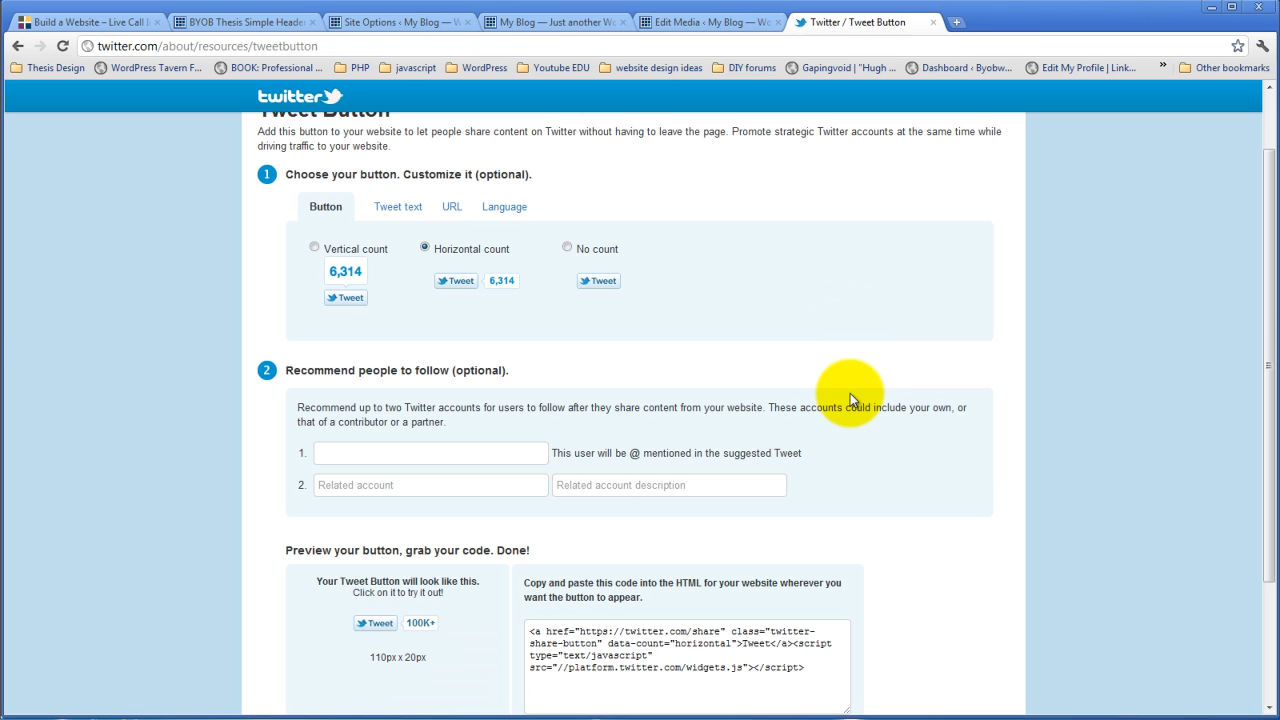 Build a Website – Live Call I
BYOB Thesis Simple Header
Site Options ‹ My Blog — W
My Blog — Just another Wo
Edit Media ‹ My Blog — Wo
Twitter / Tweet Button
twitter.com/about/resources/tweetbutton
Thesis Design
WordPress Tavern F...
BOOK: Professional ...
PHP
javascript
WordPress
Youtube EDU
website design ideas
DIY forums
Gapingvoid | "Hugh ...
Dashboard ‹ Byobw...
Edit My Profile | Link...
»
Other bookmarks
twitter
Tweet Button
Add this button to your website to let people share content on Twitter without having to leave the page. Promote strategic Twitter accounts at the same time while
driving traffic to your website.
1 Choose your button. Customize it (optional).
Button Tweet text URL Language
Vertical count Horizontal count No count
6,314
Tweet 6,314 Tweet
Tweet
2 Recommend people to follow (optional).
Recommend up to two Twitter accounts for users to follow after they share content from your website. These accounts could include your own, or
that of a contributor or a partner.
1. This user will be @ mentioned in the suggested Tweet
2. Related account Related account description
Preview your button, grab your code. Done!
Your Tweet Button will look like this.
Click on it to try it out!
Tweet 100K+
110px x 20px
Copy and paste this code into the HTML for your website wherever you
want the button to appear.
<a href="https://twitter.com/share" class="twitter-
share-button" data-count="horizontal">Tweet</a><script
type="text/javascript"
src="//platform.twitter.com/widgets.js"></script>